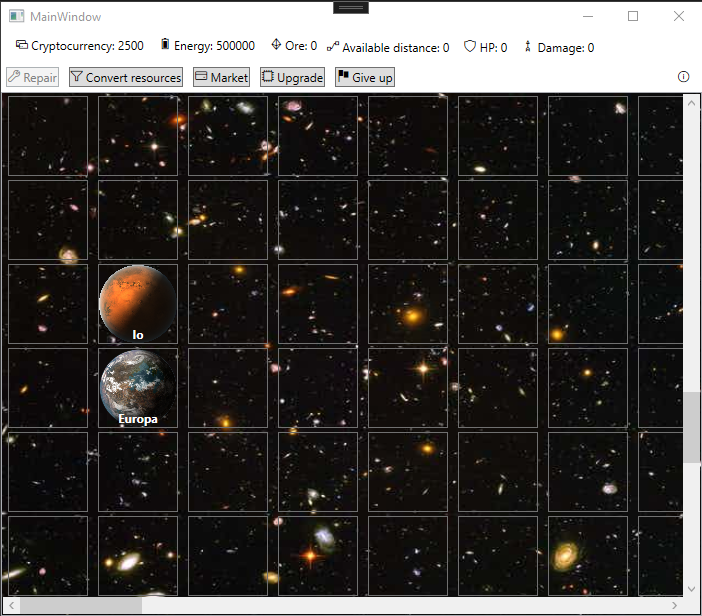 MainWindow
Cryptocurrency: 2500 Energy: 500000 Ore: 0 Available distance: 0 HP: 0 Damage: 0
Repair Convert resources Market Upgrade Give up
Io
Europa